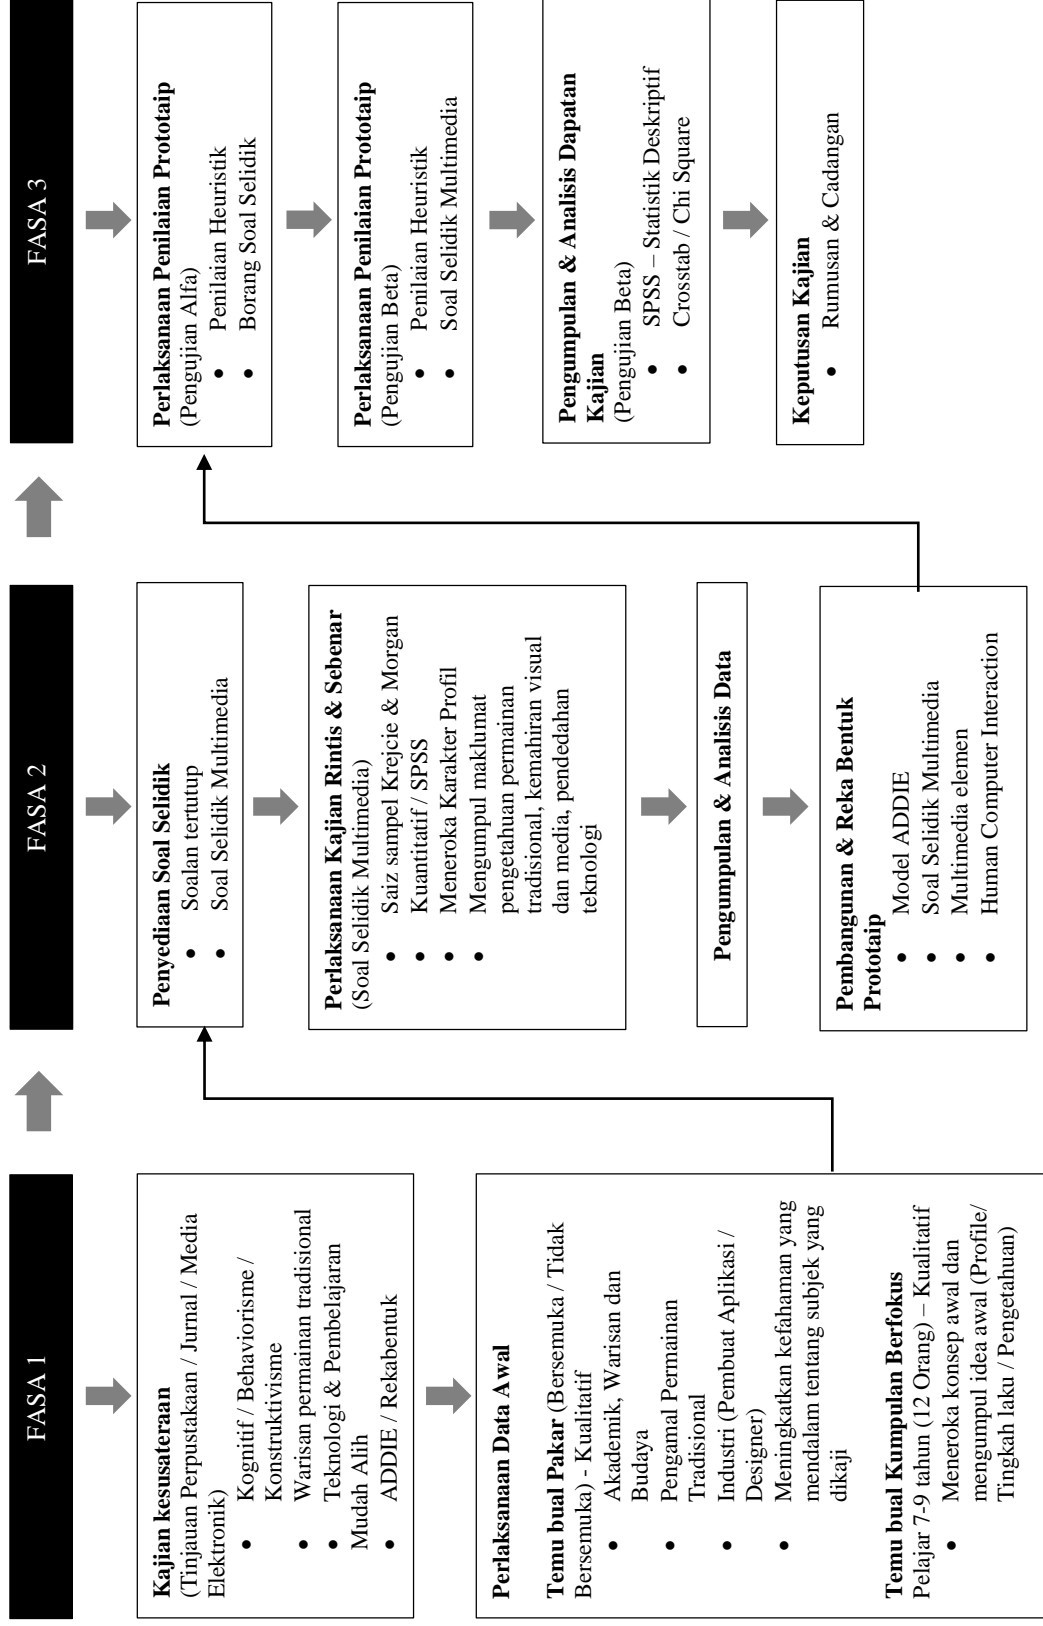 FASA 1
Kajian kesusateraan
(Tinjauan Perpustakaan / Jurnal / Media
Elektronik)
• Kognitif / Behaviorisme /
Konstruktivisme
• Warisan permainan tradisional
• Teknologi & Pembelajaran
Mudah Alih
• ADDIE / Rekabentuk
Perlaksanaan Data Awal
Temu bual Pakar (Bersemuka / Tidak
Bersemuka) - Kualitatif
• Akademik, Warisan dan
Budaya
• Pengamal Permainan
Tradisional
• Industri (Pembuat Aplikasi /
Designer)
• Meningkatkan kefahaman yang
mendalam tentang subjek yang
dikaji
Temu bual Kumpulan Berfokus
Pelajar 7-9 tahun (12 Orang) – Kualitatif
• Meneroka konsep awal dan
mengumpul idea awal (Profile/
Tingkah laku / Pengetahuan)
FASA 2
Penyediaan Soal Selidik
• Soalan tertutup
• Soal Selidik Multimedia
Perlaksanaan Kajian Rintis & Sebenar
(Soal Selidik Multimedia)
• Saiz sampel Krejcie & Morgan
• Kuantitatif / SPSS
• Meneroka Karakter Profil
• Mengumpul maklumat
pengetahuan permainan
tradisional, kemahiran visual
dan media, pendedahan
teknologi
Pengumpulan & Analisis Data
Pembangunan & Reka Bentuk
Prototaip
• Model ADDIE
• Soal Selidik Multimedia
• Multimedia elemen
• Human Computer Interaction
FASA 3
Perlaksanaan Penilaian Prototaip
(Pengujian Alfa)
• Penilaian Heuristik
• Borang Soal Selidik
Perlaksanaan Penilaian Prototaip
(Pengujian Beta)
• Penilaian Heuristik
• Soal Selidik Multimedia
Pengumpulan & Analisis Dapatan
Kajian
(Pengujian Beta)
• SPSS – Statistik Deskriptif
• Crosstab / Chi Square
Keputusan Kajian
• Rumusan & Cadangan